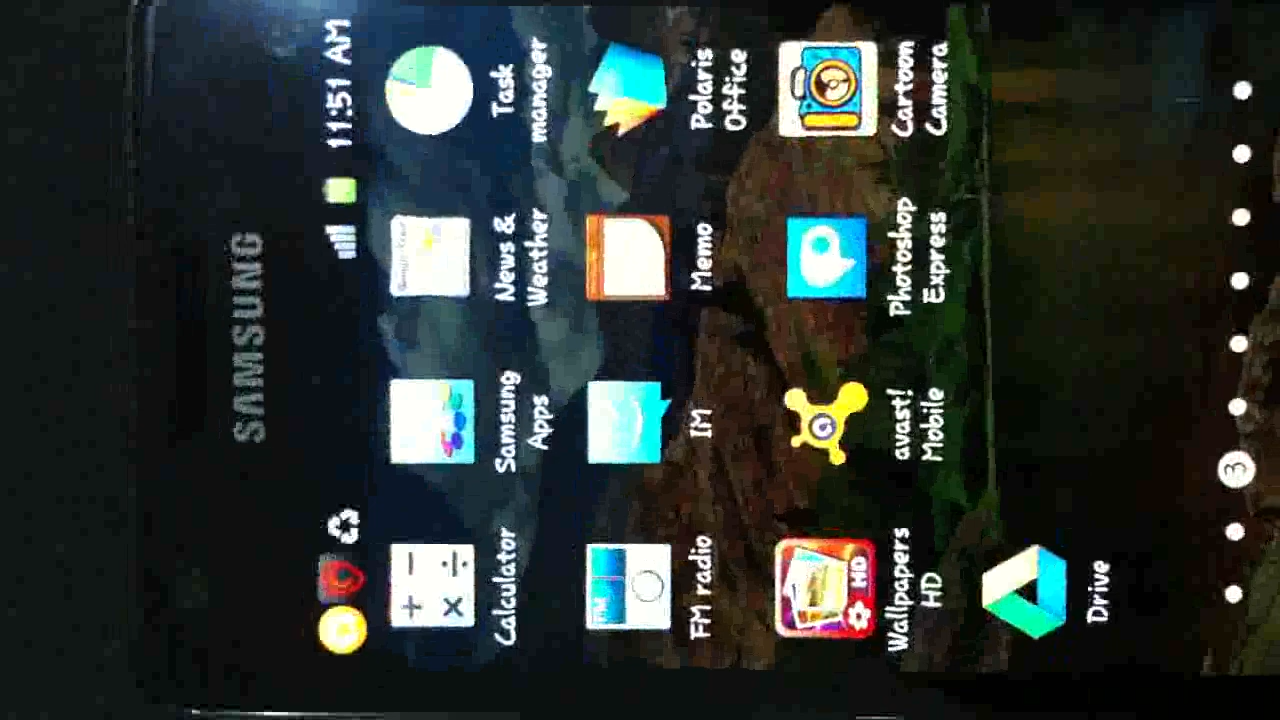 SAMSUNG
11:51 AM
Calculator
Samsung
Apps
News &
Weather
Task
manager
FM radio
IM
Memo
Polaris
Office
HD
Wallpapers
HD
avast!
Mobile
Photoshop
Express
Cartoon
Camera
Drive
3